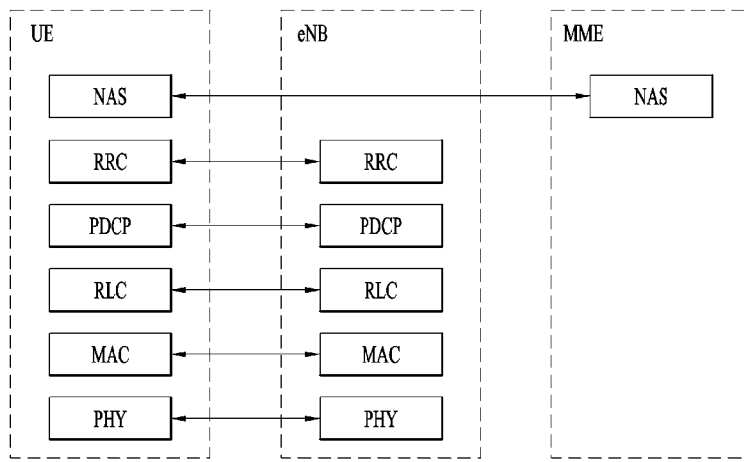 UE eNB MME
NAS NAS
RRC RRC
PDCP PDCP
RLC RLC
MAC MAC
PHY PHY